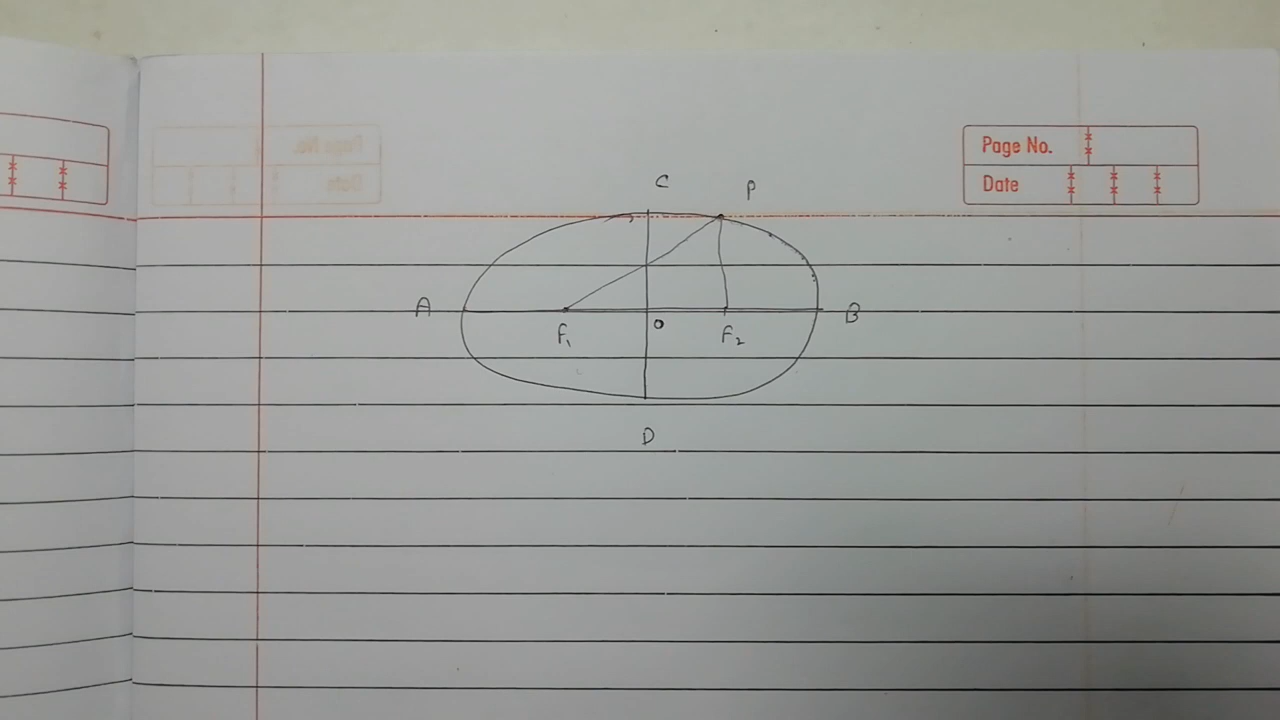 Page No.
Date
C P
A B
F₁ O F₂
D